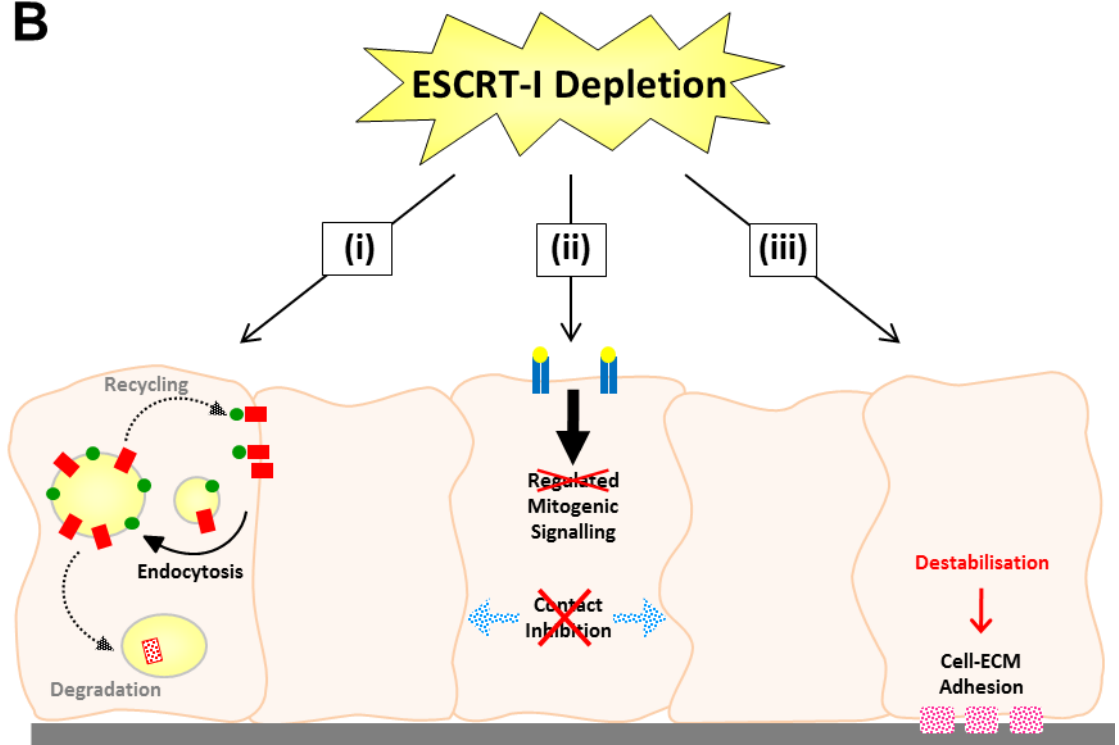 B
ESCRT-I Depletion
(i)
(ii)
(iii)
Recycling
Endocytosis
Degradation
Regulated
Mitogenic
Signalling
Contact
Inhibition
Destabilisation
Cell-ECM
Adhesion